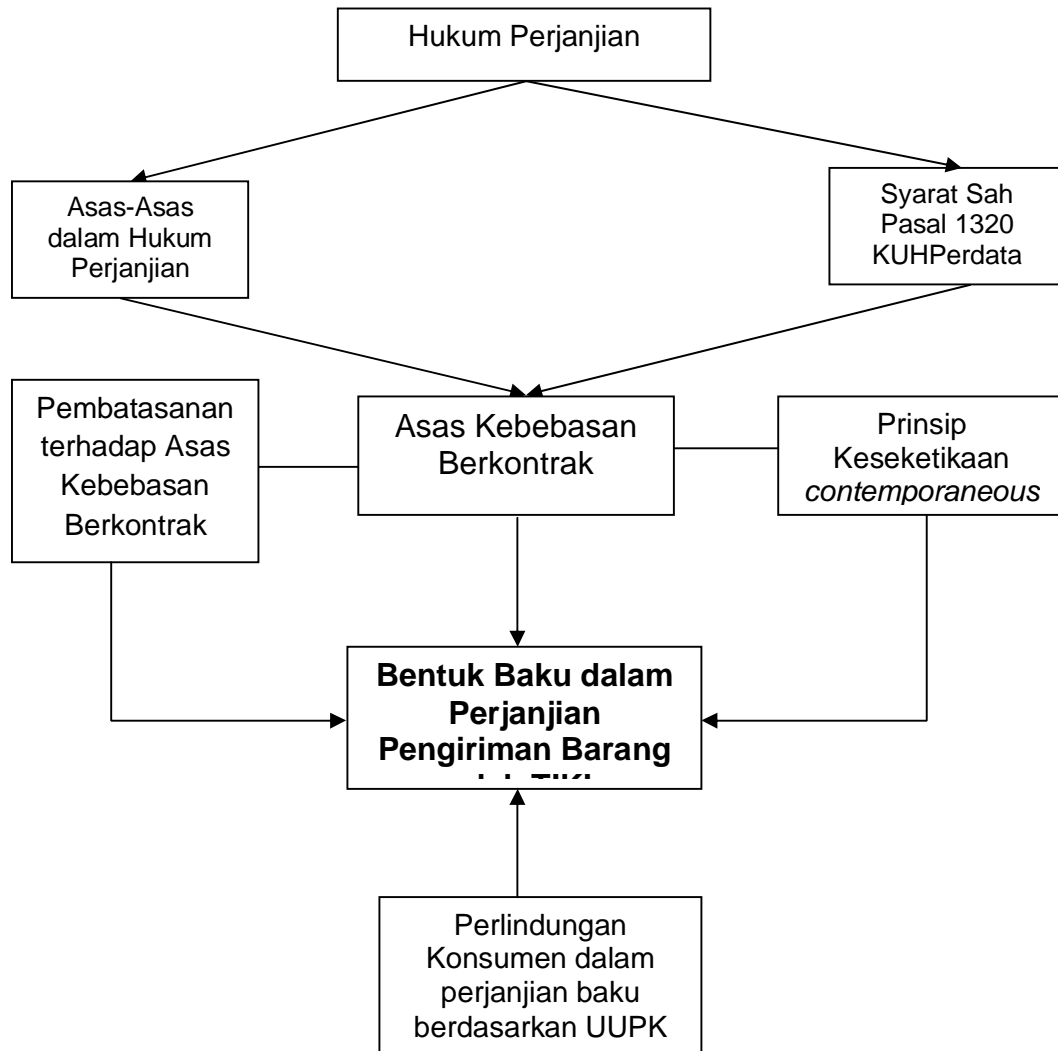 Hukum Perjanjian
Asas-Asas
dalam Hukum
Perjanjian
Syarat Sah
Pasal 1320
KUHPerdata
Pembatasanan
terhadap Asas
Kebebasan
Berkontrak
Asas Kebebasan
Berkontrak
Prinsip
Keseketikaan
contemporaneous
Bentuk Baku dalam
Perjanjian
Pengiriman Barang
Perlindungan
Konsumen dalam
perjanjian baku
berdasarkan UUPK